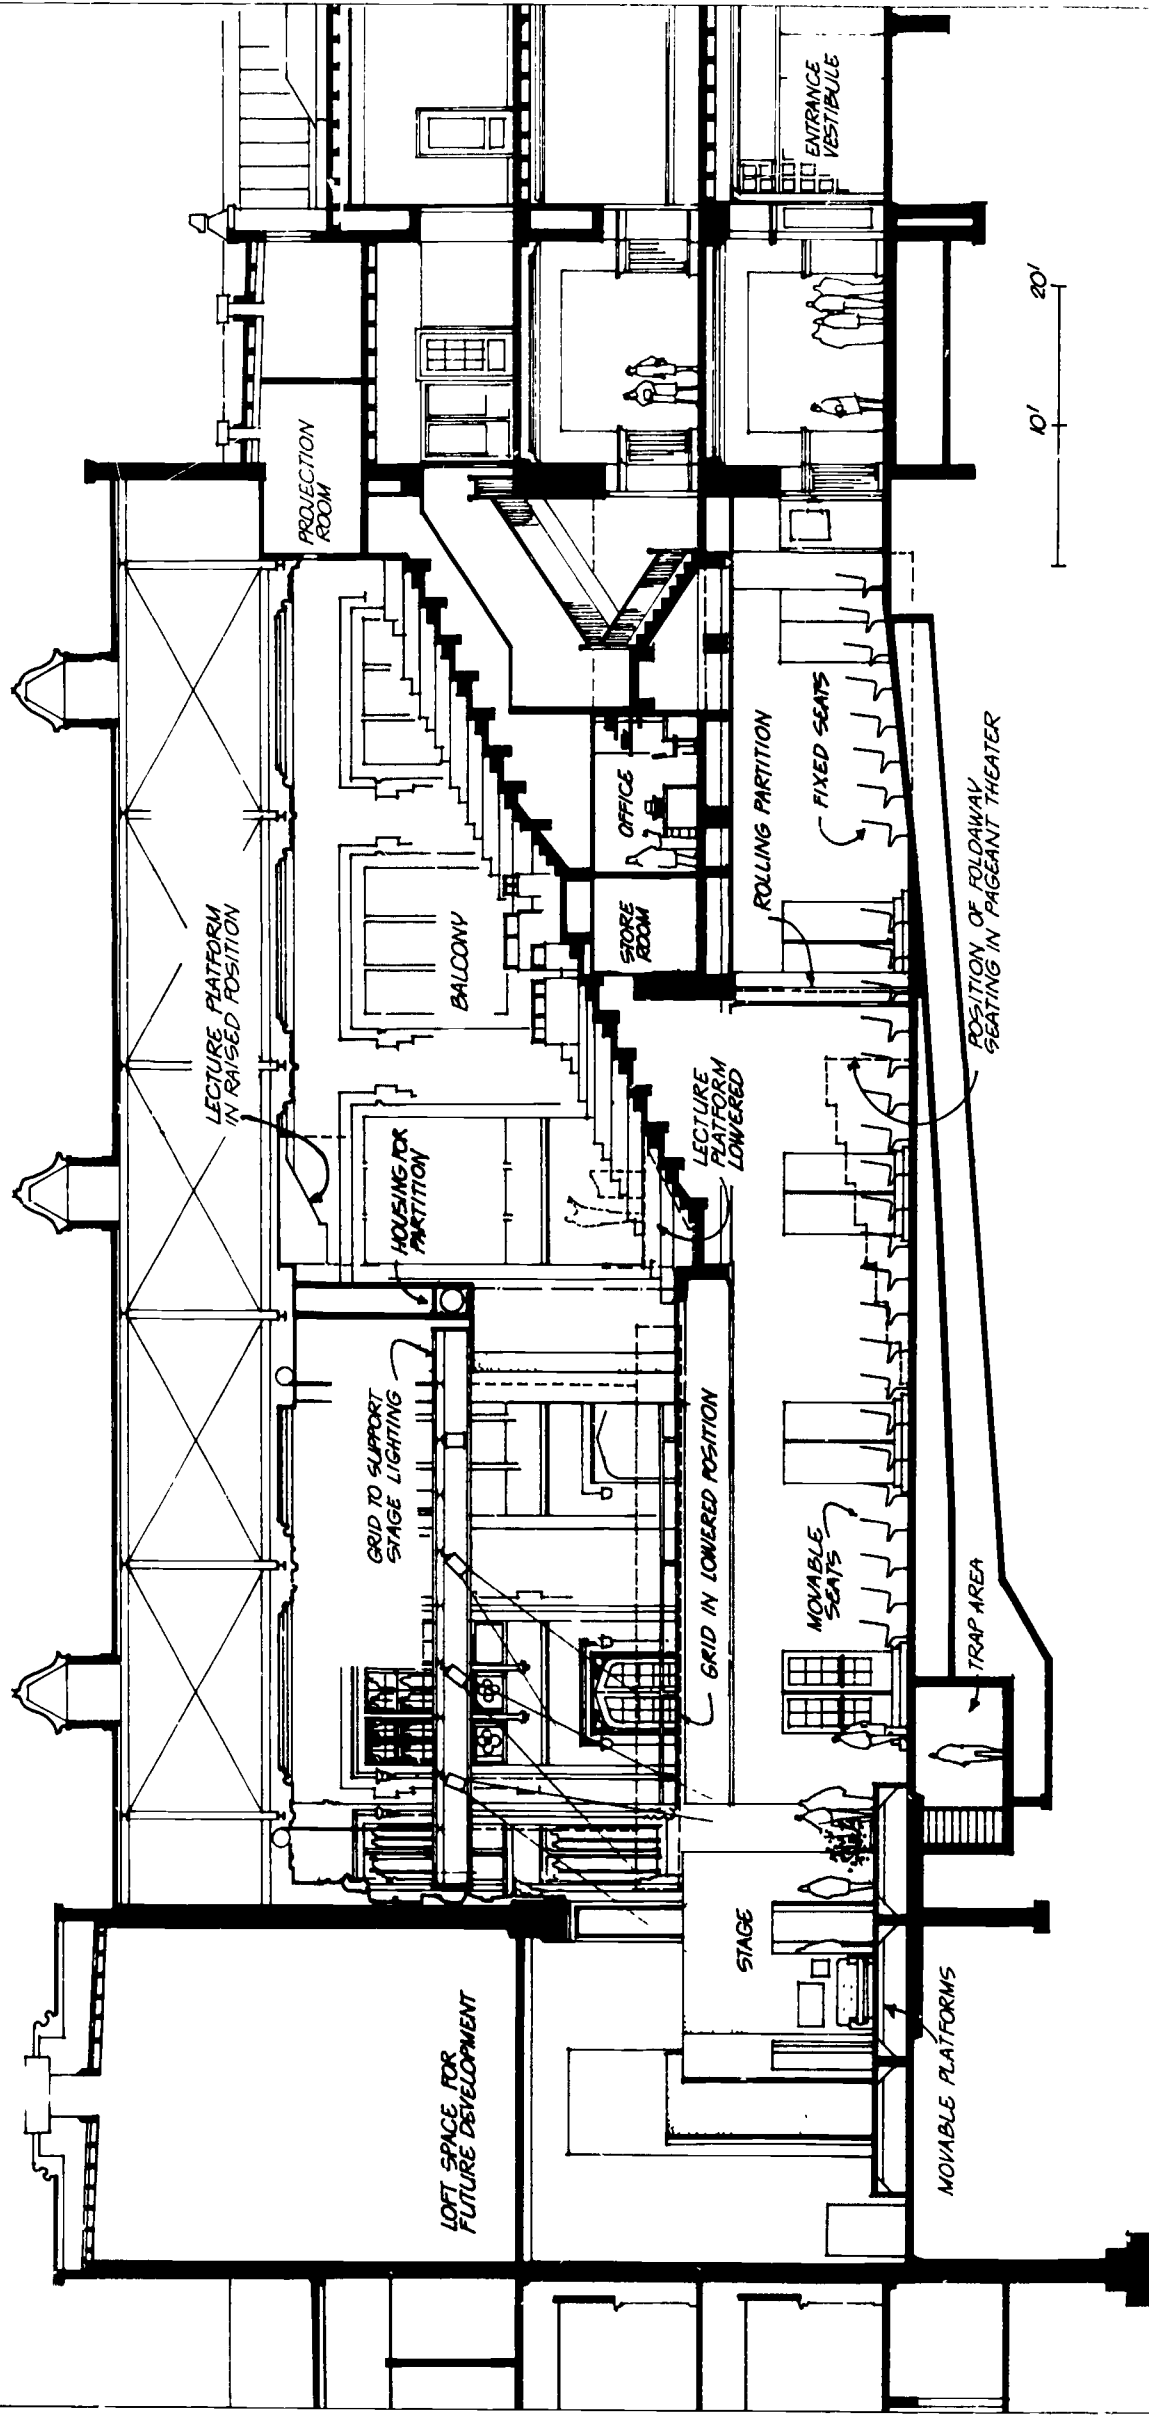 LOFT SPACE FOR
FUTURE DEVELOPMENT
STAGE
MOVABLE PLATFORMS
TRAP AREA
MOVABLE
SEATS
GRID IN LOWERED POSITION
GRID TO SUPPORT
STAGE LIGHTING
HOUSING FOR
PARTITION
LECTURE PLATFORM
IN RAISED POSITION
LECTURE
PLATFORM
LOWERED
BALCONY
STORE
ROOM
OFFICE
ROLLING PARTITION
FIXED SEATS
POSITION OF FOLDAWAY
SEATING IN PAGEANT THEATER
PROJECTION
ROOM
ENTRANCE
VESTIBULE
10'
20'